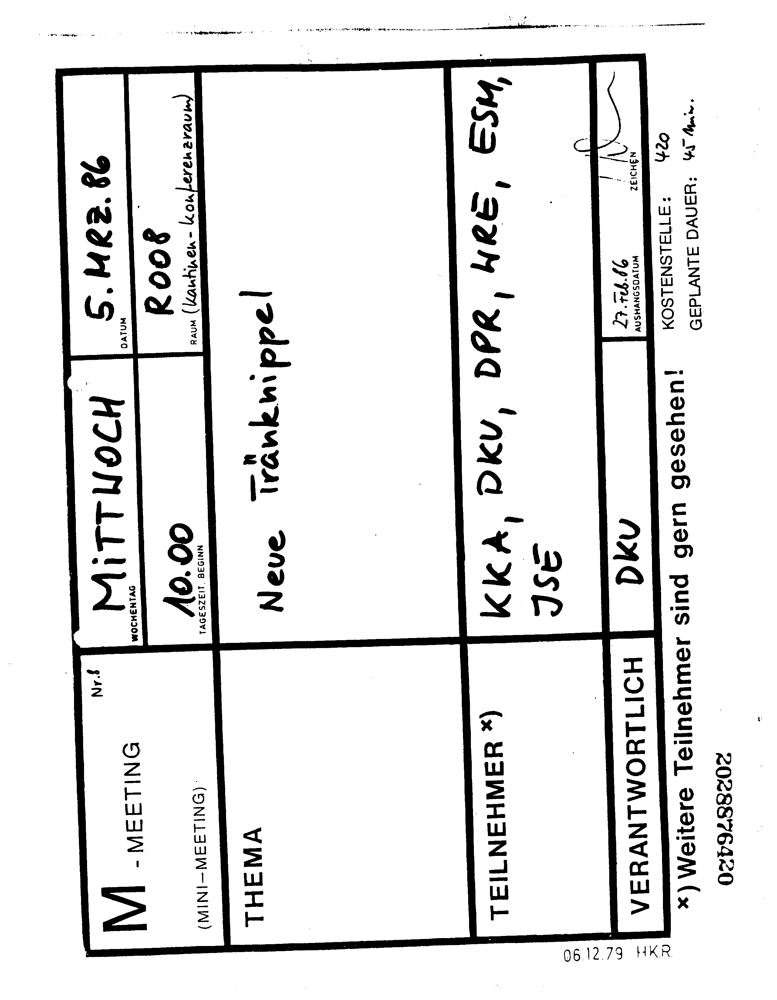 M - MEETING Nr. 8
(MINI-MEETING)
MiTTWOCH
WOCHENTAG
5. MRZ. 86
DATUM
10.00
TAGESZEIT, BEGINN
R008
RAUM (Kantinen-Konferenzraum)
THEMA
Neue Tränknippel
TEILNEHMER *)
KKA, DKU, DPR, WRE, ESM,
JSE
VERANTWORTLICH
DKU
27. Feb. 86
AUSHANGSDATUM
ZEICHEN
*) Weitere Teilnehmer sind gern gesehen!
KOSTENSTELLE: 420
GEPLANTE DAUER: 45 Min.
2028876420
06.12.79 HKR